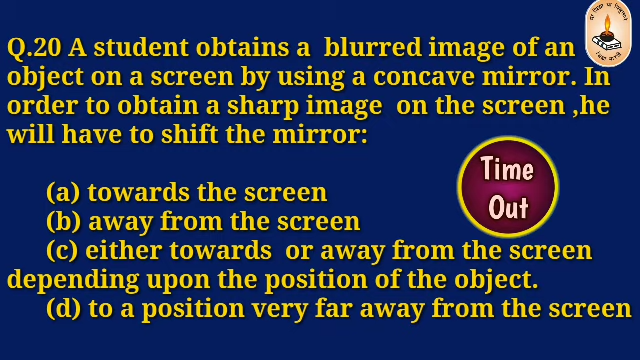 Q.20 A student obtains a blurred image of an
object on a screen by using a concave mirror. In
order to obtain a sharp image on the screen ,he
will have to shift the mirror:
(a) towards the screen
(b) away from the screen
(c) either towards or away from the screen
depending upon the position of the object.
(d) to a position very far away from the screen
Time
Out